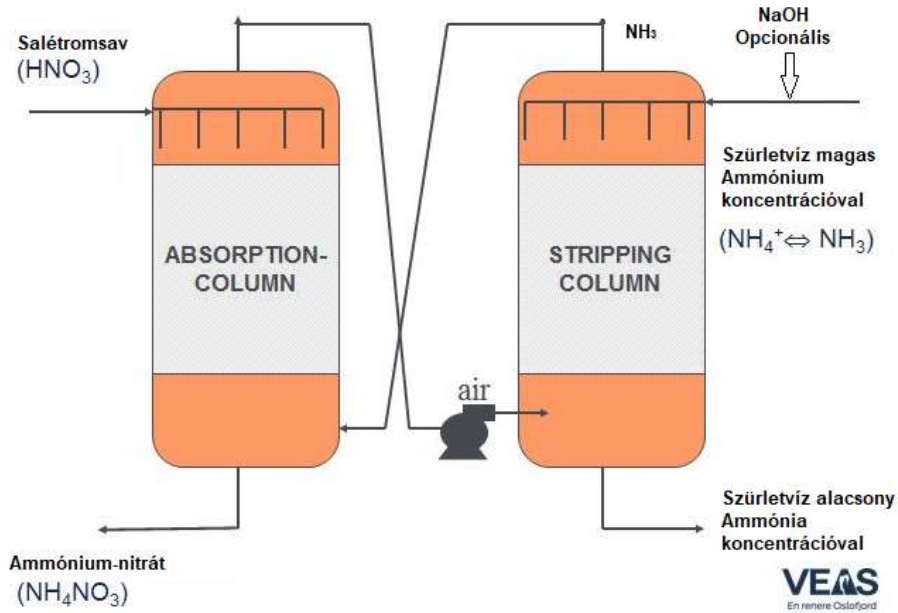 Salétromsav
(HNO₃)
NH₃
NaOH
Opcionális
Szürletvíz magas
Ammónium
koncentrációval
(NH₄⁺⇔ NH₃)
ABSORPTION-
COLUMN
STRIPPING
COLUMN
air
Ammónium-nitrát
(NH₄NO₃)
Szürletvíz alacsony
Ammónia
koncentrációval
VEAS
En renere Oslofjord